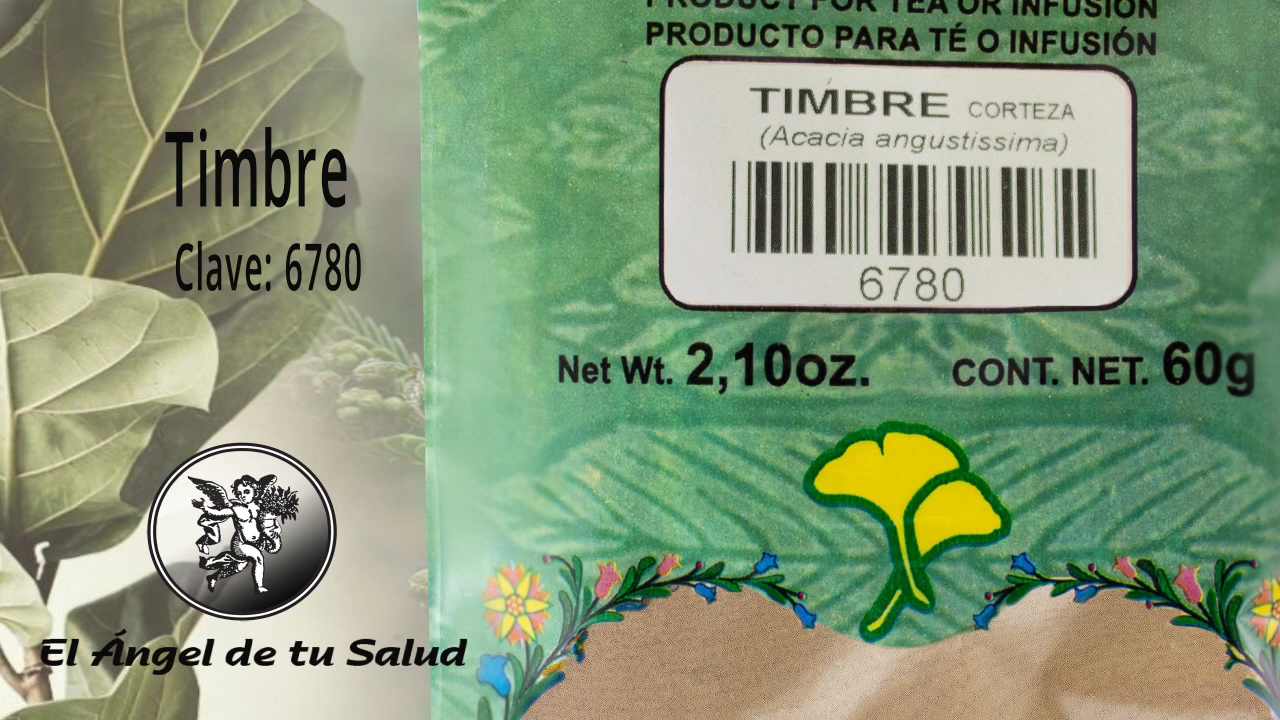 Timbre
Clave: 6780
El Ángel de tu Salud
PRODUCT FOR TEA OR INFUSION
PRODUCTO PARA TÉ O INFUSIÓN
TIMBRE CORTEZA
(Acacia angustissima)
6780
Net Wt. 2,10oz. CONT. NET. 60g